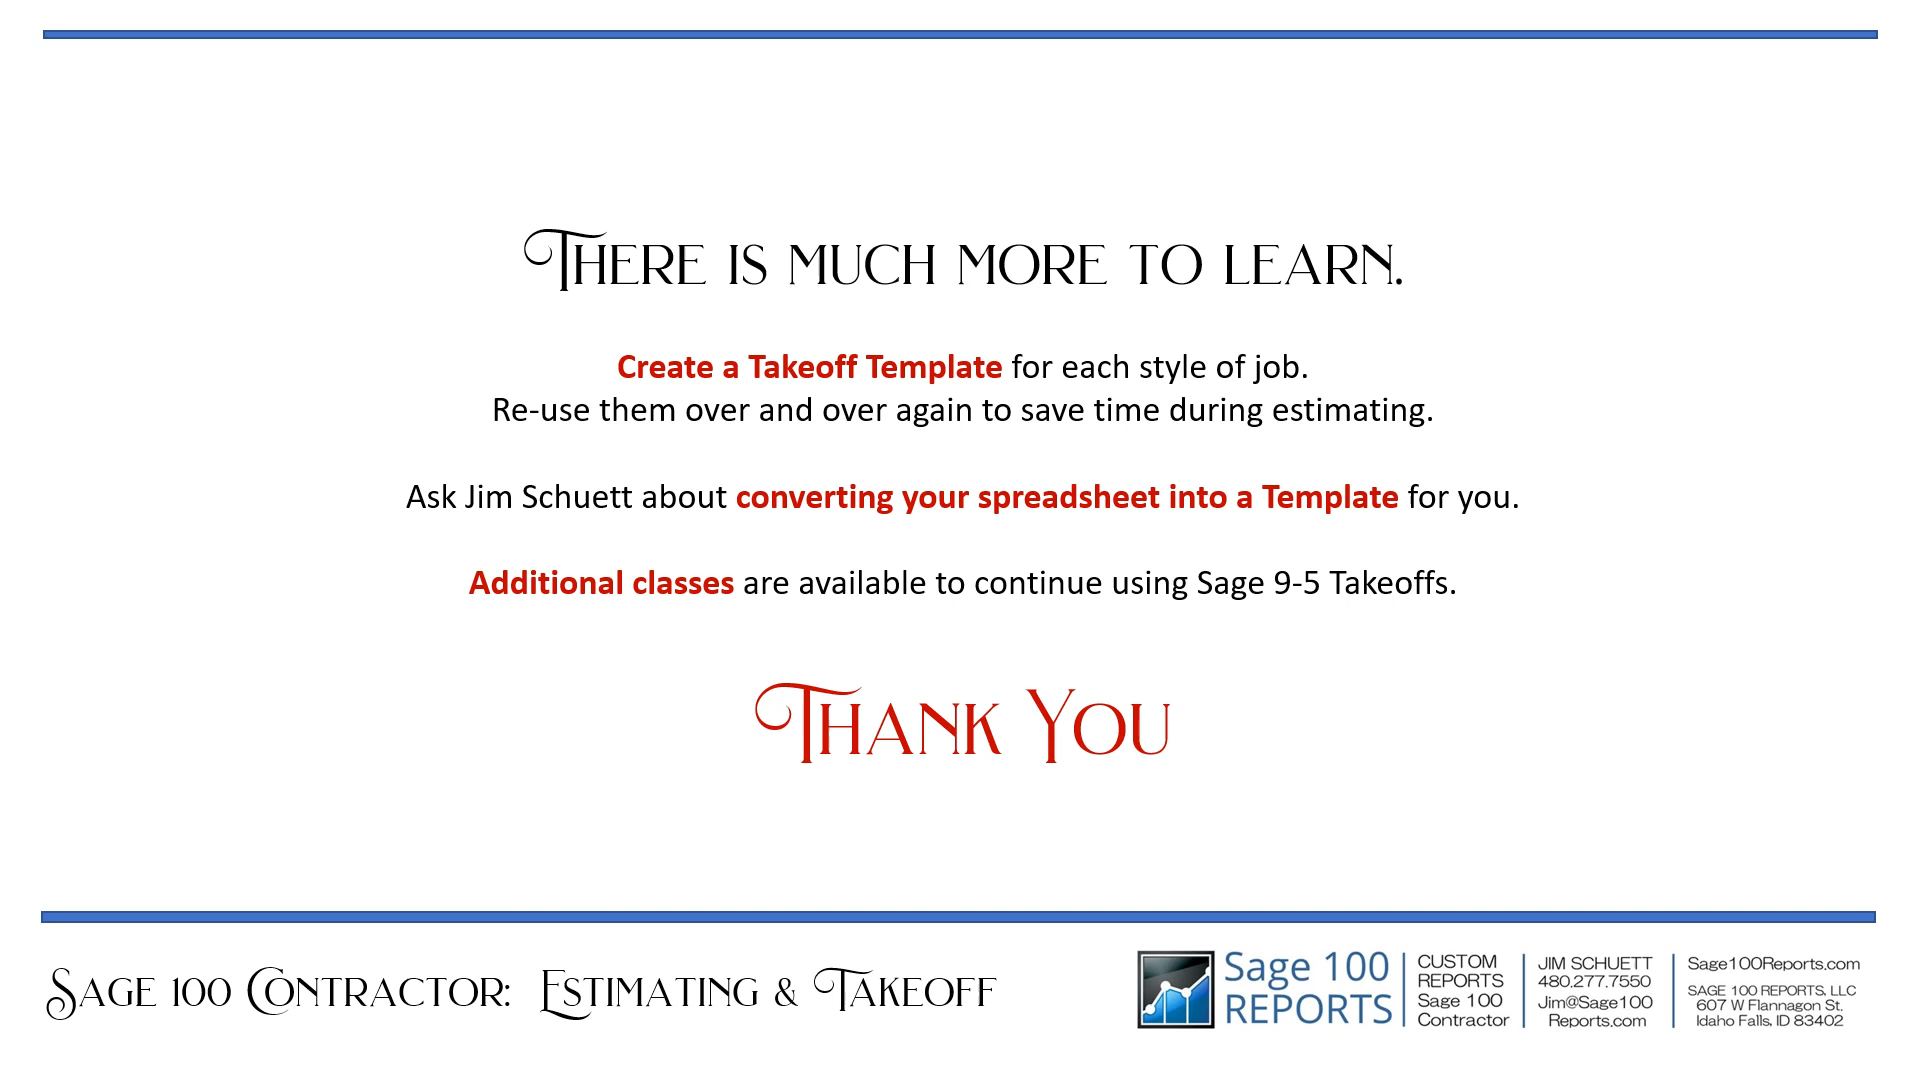 There is much more to learn.
Create a Takeoff Template for each style of job.
Re-use them over and over again to save time during estimating.
Ask Jim Schuett about converting your spreadsheet into a Template for you.
Additional classes are available to continue using Sage 9-5 Takeoffs.
Thank You
Sage 100 Contractor: Estimating & Takeoff
Sage 100
REPORTS
CUSTOM
REPORTS
Sage 100
Contractor
JIM SCHUETT
480.277.7550
Jim@Sage100
Reports.com
Sage100Reports.com
SAGE 100 REPORTS, LLC
607 W Flannagon St.
Idaho Falls, ID 83402